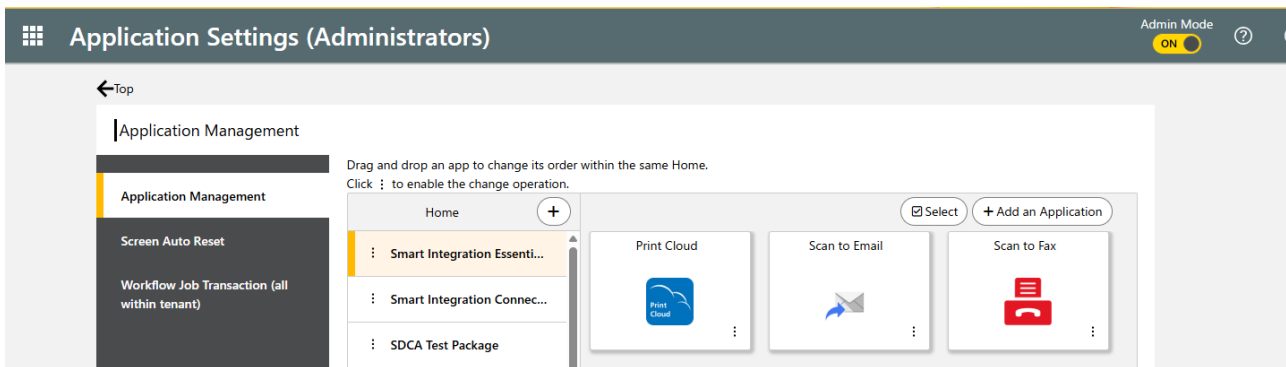 Application Settings (Administrators)
Admin Mode
ON
Top
Application Management
Drag and drop an app to change its order within the same Home.
Click ⋮ to enable the change operation.
Application Management
Screen Auto Reset
Workflow Job Transaction (all
within tenant)
Home
+
Select
+ Add an Application
Smart Integration Essenti...
Smart Integration Connec...
SDCA Test Package
Print Cloud
Print
Cloud
Scan to Email
Scan to Fax